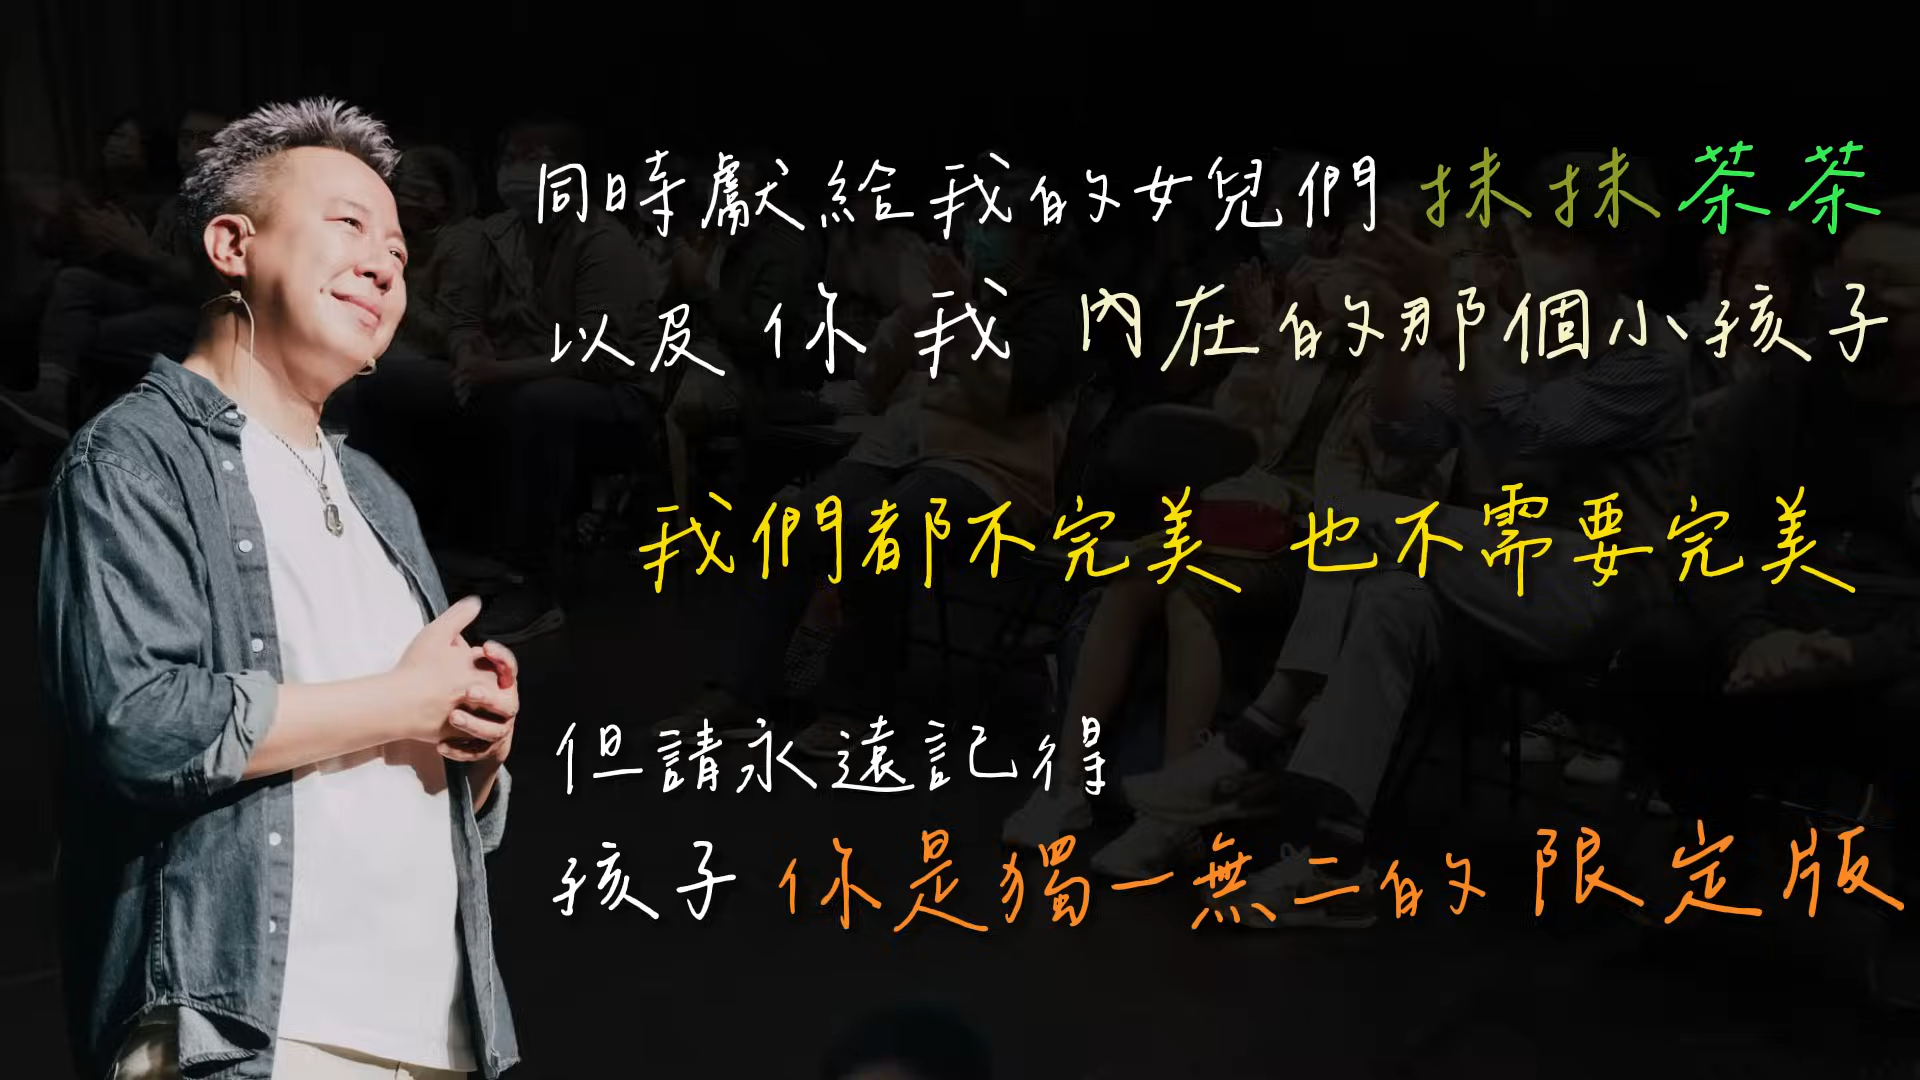 同時獻給我的女兒們 抹抹茶茶
以及 你 我 內在的那個小孩子
我們都不完美 也不需要完美
但請永遠記得
孩子 你是獨一無二的 限定版